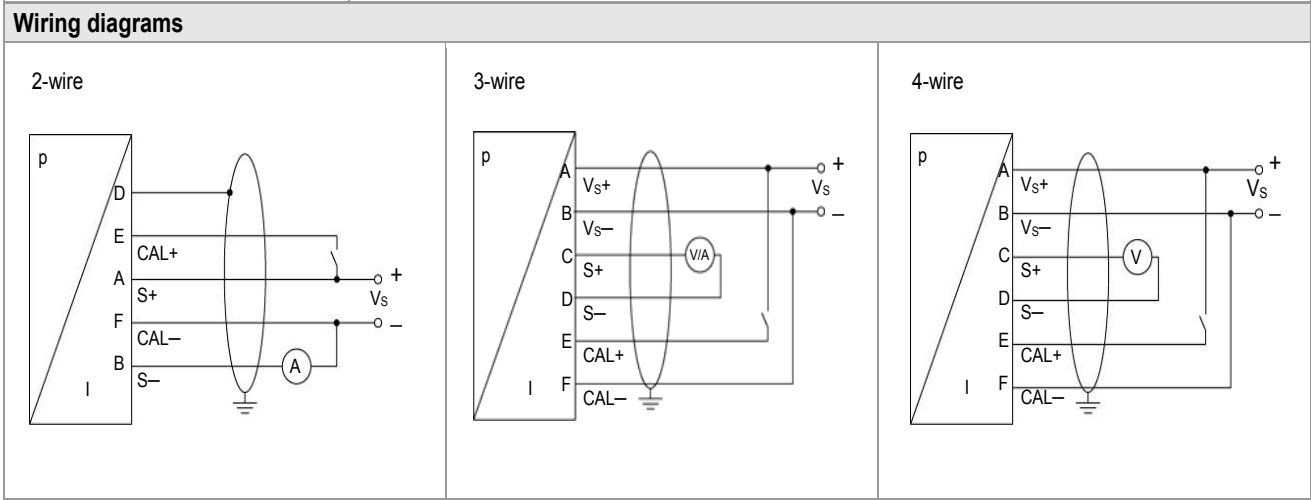 Wiring diagrams
2-wire
p
D
E
CAL+
A
S+
+
Vs
F
CAL–
–
B
S–
A
I
3-wire
p
A
Vs+
+
Vs
B
Vs–
–
C
S+
V/A
D
S–
E
CAL+
F
CAL–
I
4-wire
p
A
Vs+
+
Vs
B
Vs–
–
C
S+
V
D
S–
E
CAL+
F
CAL–
I